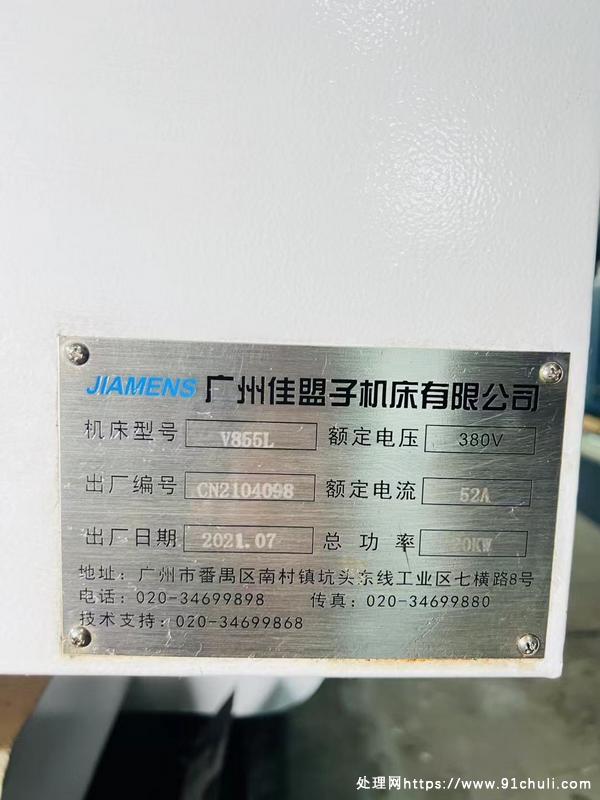 JIAMENS 广州佳盟子机床有限公司
机床型号 V855L 额定电压 380V
出厂编号 CN2104098 额定电流 52A
出厂日期 2021.07 总功率 20KW
地址：广州市番禺区南村镇坑头东线工业区七横路8号
电话：020-34699898 传真：020-34699880
技术支持：020-34699868
处理网https://www.91chuli.com/